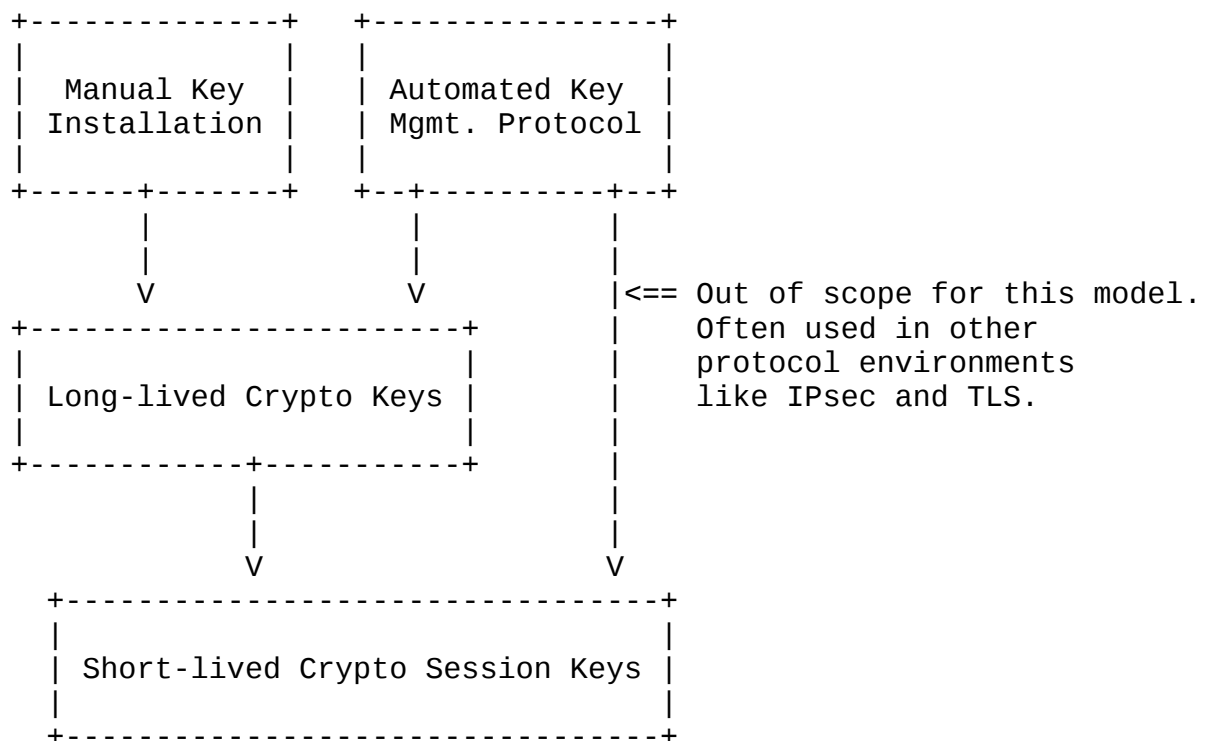 Manual Key
Installation
Automated Key
Mgmt. Protocol
V
V
<== Out of scope for this model.
Often used in other
protocol environments
like IPsec and TLS.
Long-lived Crypto Keys
V
V
Short-lived Crypto Session Keys